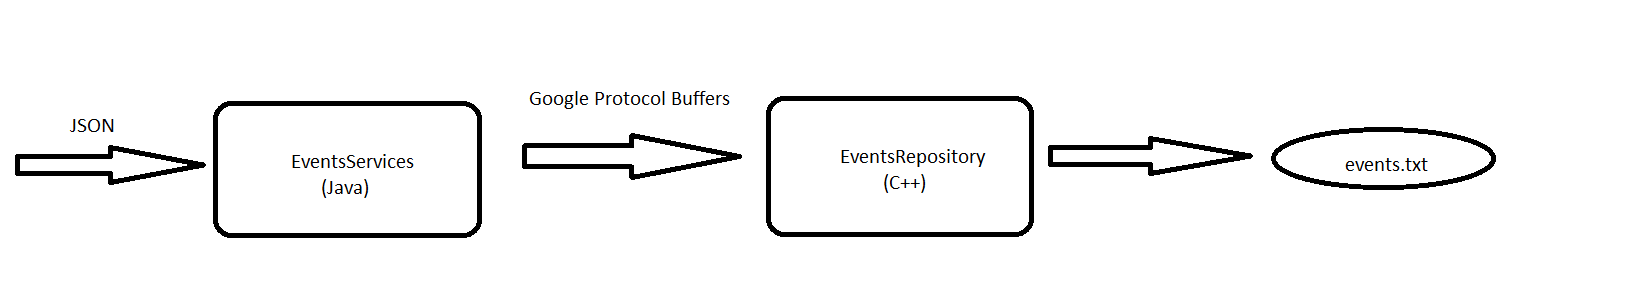 JSON
EventsServices
(Java)
Google Protocol Buffers
EventsRepository
(C++)
events.txt